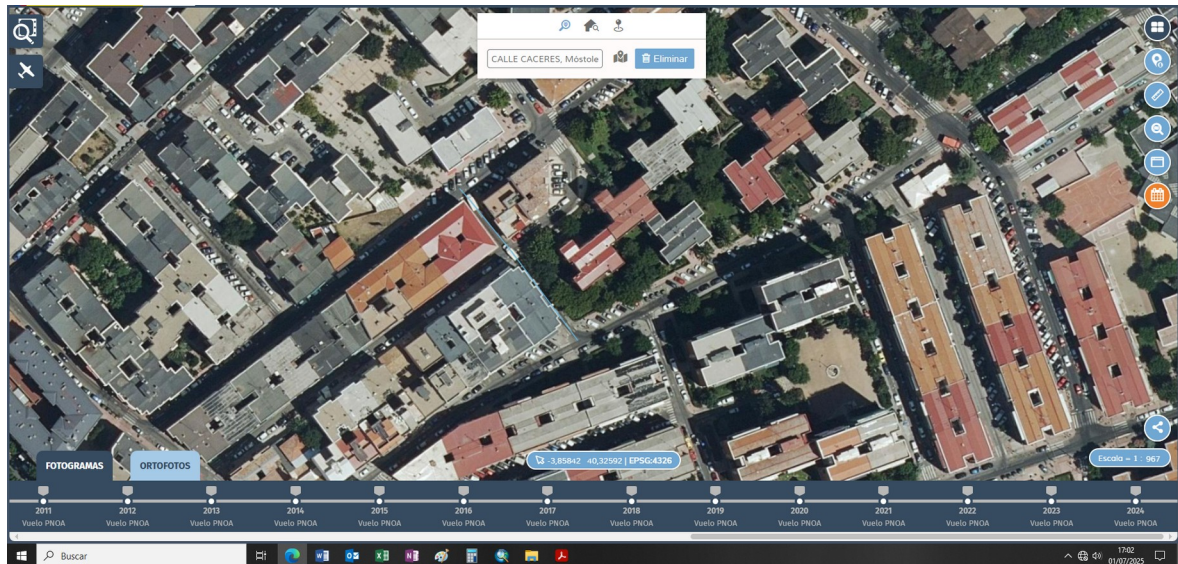 CALLE CACERES, Móstole
Eliminar
FOTOGRAMAS
ORTOFOTOS
-3,85842 40,32592 | EPSG:4326
Escala = 1 : 967
2011 2012 2013 2014 2015 2016 2017 2018 2019 2020 2021 2022 2023 2024
Vuelo PNOA Vuelo PNOA Vuelo PNOA Vuelo PNOA Vuelo PNOA Vuelo PNOA Vuelo PNOA Vuelo PNOA Vuelo PNOA Vuelo PNOA Vuelo PNOA Vuelo PNOA Vuelo PNOA Vuelo PNOA
Buscar
17:02
01/07/2025